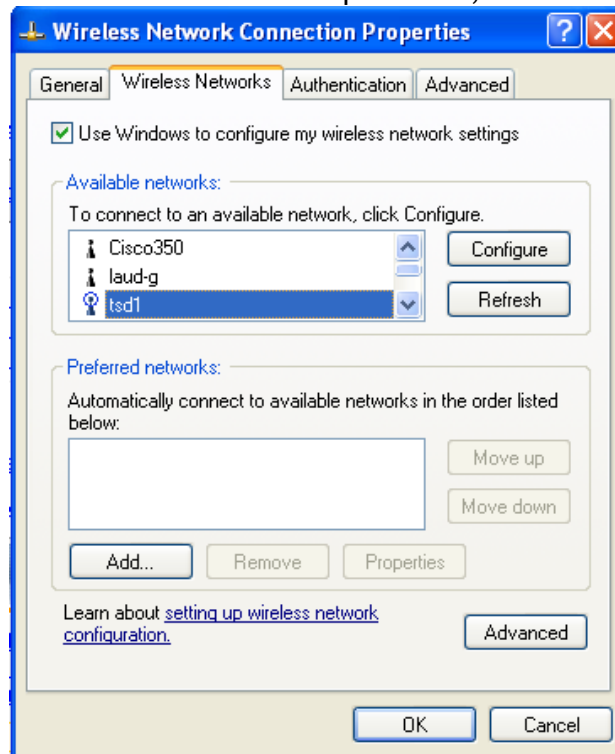 Wireless Network Connection Properties
General Wireless Networks Authentication Advanced
Use Windows to configure my wireless network settings
Available networks:
To connect to an available network, click Configure.
Cisco350
laud-g
tsd1
Configure
Refresh
Preferred networks:
Automatically connect to available networks in the order listed
below:
Move up
Move down
Add... Remove Properties
Learn about setting up wireless network
configuration.
Advanced
OK Cancel